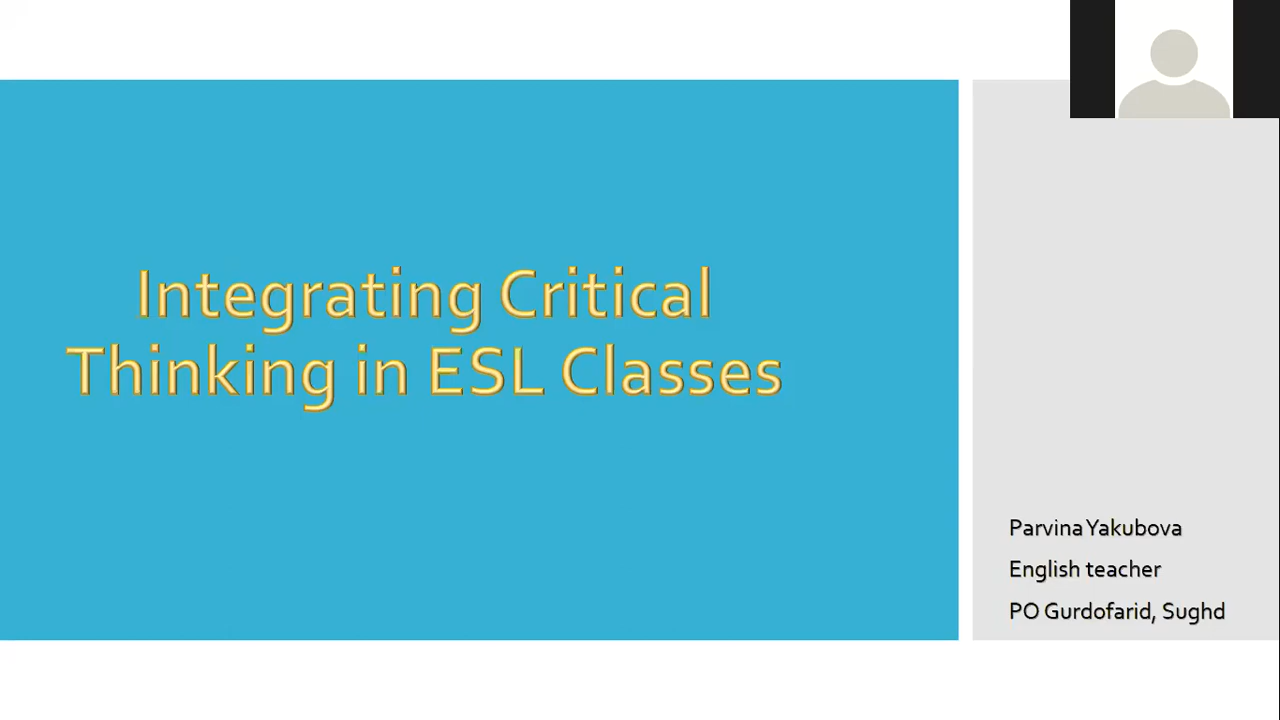 Integrating Critical
Thinking in ESL Classes
Parvina Yakubova
English teacher
PO Gurdofarid, Sughd